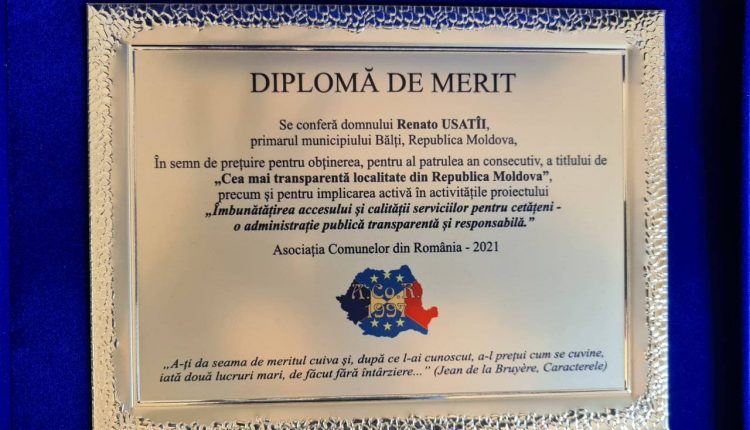 DIPLOMĂ DE MERIT
Se conferă domnului Renato USATÎI,
primarul municipiului Bălți, Republica Moldova,
În semn de prețuire pentru obținerea, pentru al patrulea an consecutiv, a titlului de
„Cea mai transparentă localitate din Republica Moldova”,
precum și pentru implicarea activă în activitățile proiectului
„Îmbunătățirea accesului și calității serviciilor pentru cetățeni -
o administrație publică transparentă și responsabilă.”
Asociația Comunelor din România - 2021
A.Co.R.
1997
„A-ți da seama de meritul cuiva și, după ce l-ai cunoscut, a-l prețui cum se cuvine,
iată două lucruri mari, de făcut fără întârziere...” (Jean de la Bruyère, Caracterele)